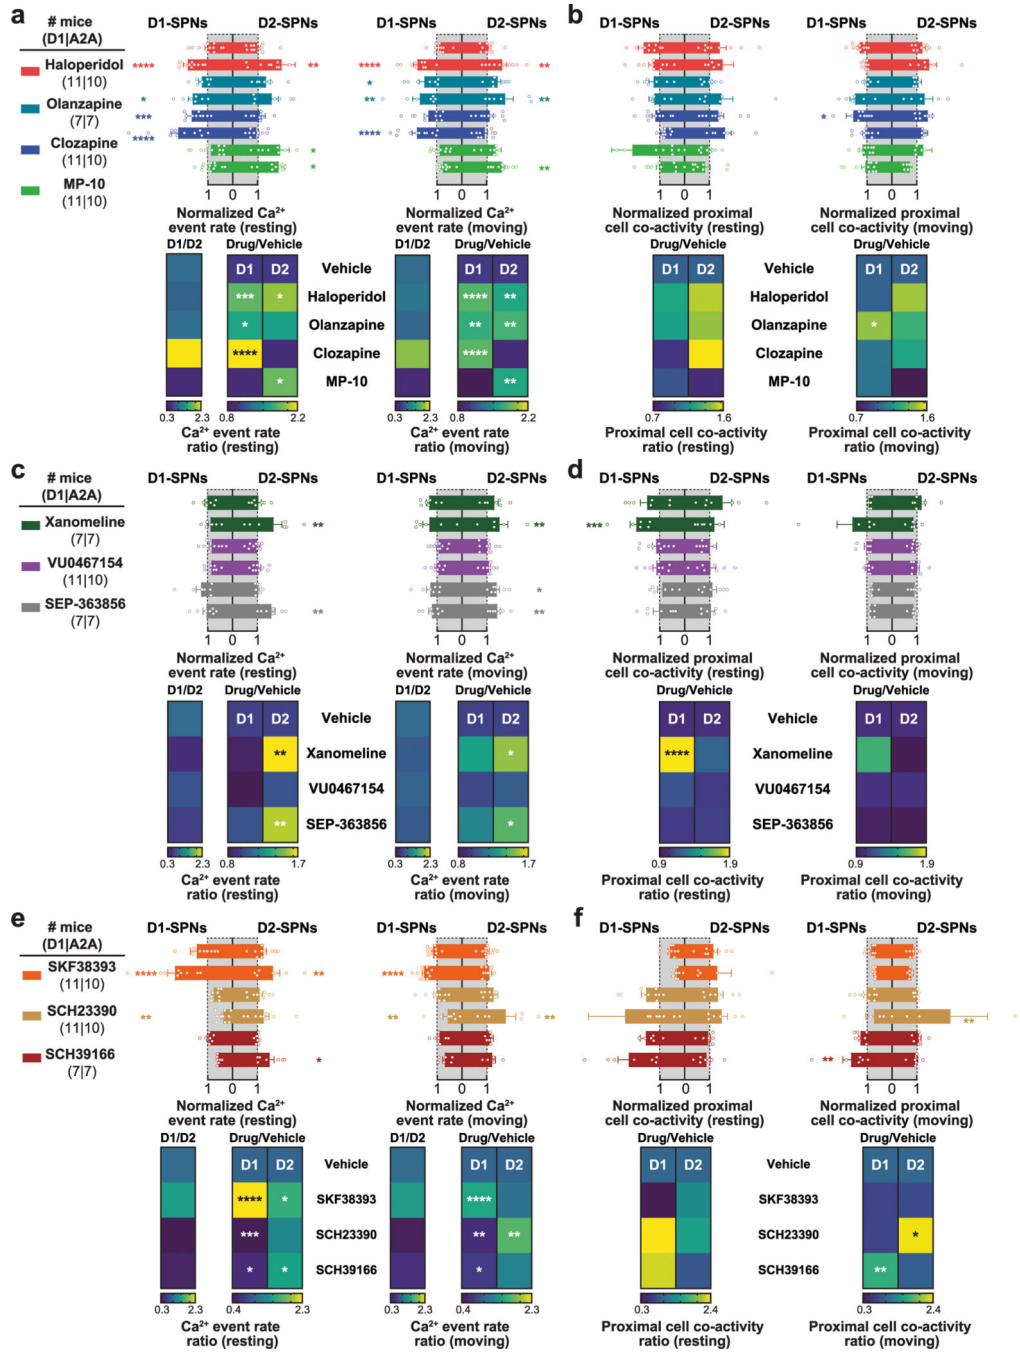 a
# mice
(D1|A2A)
Haloperidol
(11|10)
Olanzapine
(7|7)
Clozapine
(11|10)
MP-10
(11|10)
D1-SPNs D2-SPNs
**** **
*
***
****
*
*
1 0 1
Normalized Ca²⁺
event rate (resting)
D1-SPNs D2-SPNs
**** **
*
** **
****
**
1 0 1
Normalized Ca²⁺
event rate (moving)
D1/D2 Drug/Vehicle
D1 D2
*** *
*
****
*
0.3 2.3 0.8 2.2
Ca²⁺ event rate
ratio (resting)
Vehicle
Haloperidol
Olanzapine
Clozapine
MP-10
D1/D2 Drug/Vehicle
D1 D2
**** **
** **
****
**
0.3 2.3 0.8 2.2
Ca²⁺ event rate
ratio (moving)
b
D1-SPNs D2-SPNs
1 0 1
Normalized proximal
cell co-activity (resting)
D1-SPNs D2-SPNs
*
1 0 1
Normalized proximal
cell co-activity (moving)
Drug/Vehicle
D1 D2
0.7 1.6
Proximal cell co-activity
ratio (resting)
Vehicle
Haloperidol
Olanzapine
Clozapine
MP-10
Drug/Vehicle
D1 D2
*
0.7 1.6
Proximal cell co-activity
ratio (moving)
c
# mice
(D1|A2A)
Xanomeline
(7|7)
VU0467154
(11|10)
SEP-363856
(7|7)
D1-SPNs D2-SPNs
**
**
1 0 1
Normalized Ca²⁺
event rate (resting)
D1-SPNs D2-SPNs
**
*
**
1 0 1
Normalized Ca²⁺
event rate (moving)
D1/D2 Drug/Vehicle
D1 D2
**
**
0.3 2.3 0.8 1.7
Ca²⁺ event rate
ratio (resting)
Vehicle
Xanomeline
VU0467154
SEP-363856
D1/D2 Drug/Vehicle
D1 D2
*
*
0.3 2.3 0.8 1.7
Ca²⁺ event rate
ratio (moving)
d
D1-SPNs D2-SPNs
***
1 0 1
Normalized proximal
cell co-activity (resting)
D1-SPNs D2-SPNs
1 0 1
Normalized proximal
cell co-activity (moving)
Drug/Vehicle
D1 D2
****
0.9 1.9
Proximal cell co-activity
ratio (resting)
Vehicle
Xanomeline
VU0467154
SEP-363856
Drug/Vehicle
D1 D2
0.9 1.9
Proximal cell co-activity
ratio (moving)
e
# mice
(D1|A2A)
SKF38393
(11|10)
SCH23390
(11|10)
SCH39166
(7|7)
D1-SPNs D2-SPNs
**** **
**
*
1 0 1
Normalized Ca²⁺
event rate (resting)
D1-SPNs D2-SPNs
****
** **
1 0 1
Normalized Ca²⁺
event rate (moving)
D1/D2 Drug/Vehicle
D1 D2
**** *
***
* *
0.3 2.3 0.4 2.3
Ca²⁺ event rate
ratio (resting)
Vehicle
SKF38393
SCH23390
SCH39166
D1/D2 Drug/Vehicle
D1 D2
****
** **
*
0.3 2.3 0.4 2.3
Ca²⁺ event rate
ratio (moving)
f
D1-SPNs D2-SPNs
1 0 1
Normalized proximal
cell co-activity (resting)
D1-SPNs D2-SPNs
**
**
1 0 1
Normalized proximal
cell co-activity (moving)
Drug/Vehicle
D1 D2
0.3 2.4
Proximal cell co-activity
ratio (resting)
Vehicle
SKF38393
SCH23390
SCH39166
Drug/Vehicle
D1 D2
*
**
0.3 2.4
Proximal cell co-activity
ratio (moving)